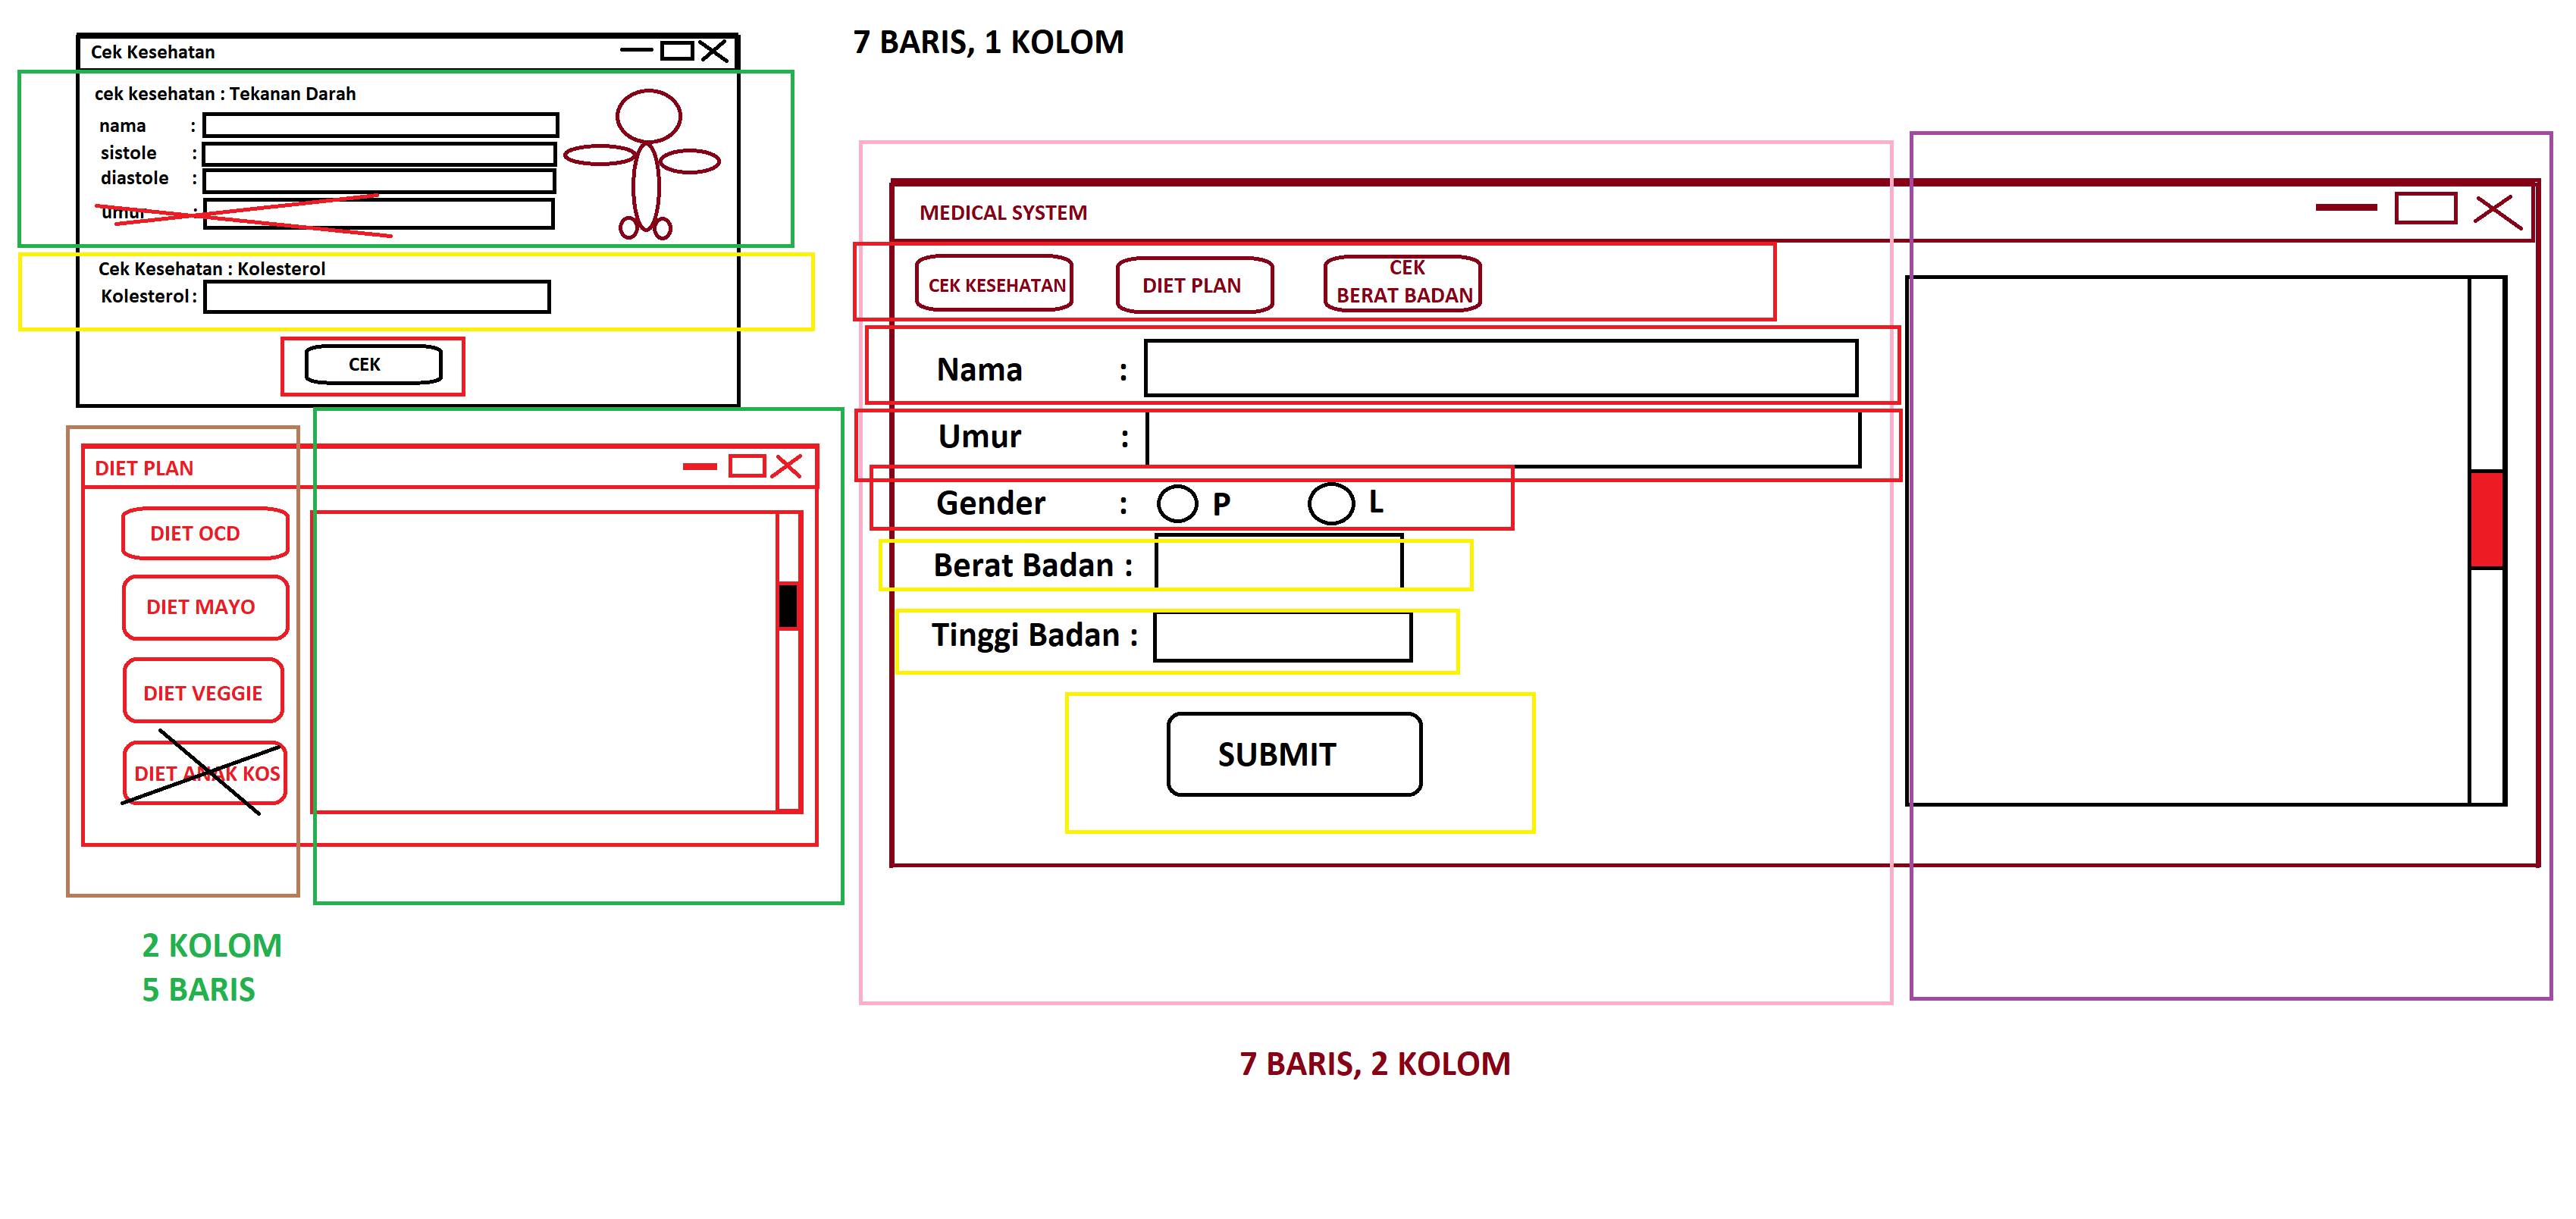 7 BARIS, 1 KOLOM
Cek Kesehatan
cek kesehatan : Tekanan Darah
nama :
sistole :
diastole :
umur :
Cek Kesehatan : Kolesterol
Kolesterol :
CEK
DIET PLAN
DIET OCD
DIET MAYO
DIET VEGGIE
DIET ANAK KOS
2 KOLOM
5 BARIS
MEDICAL SYSTEM
CEK KESEHATAN
DIET PLAN
CEK
BERAT BADAN
Nama :
Umur :
Gender : P L
Berat Badan :
Tinggi Badan :
SUBMIT
7 BARIS, 2 KOLOM